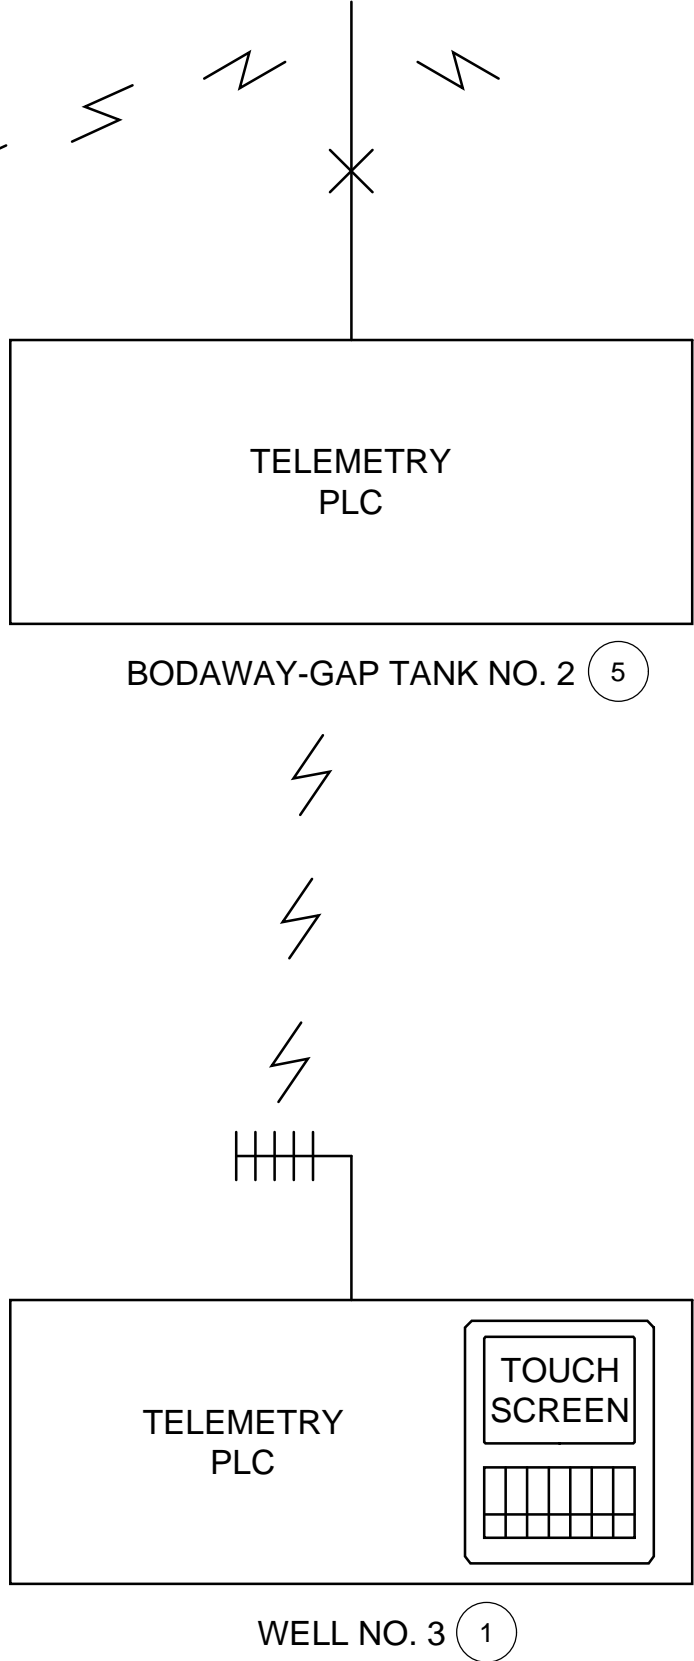 TELEMETRY
PLC
BODAWAY-GAP TANK NO. 2 5
TOUCH
SCREEN
TELEMETRY
PLC
WELL NO. 3 1